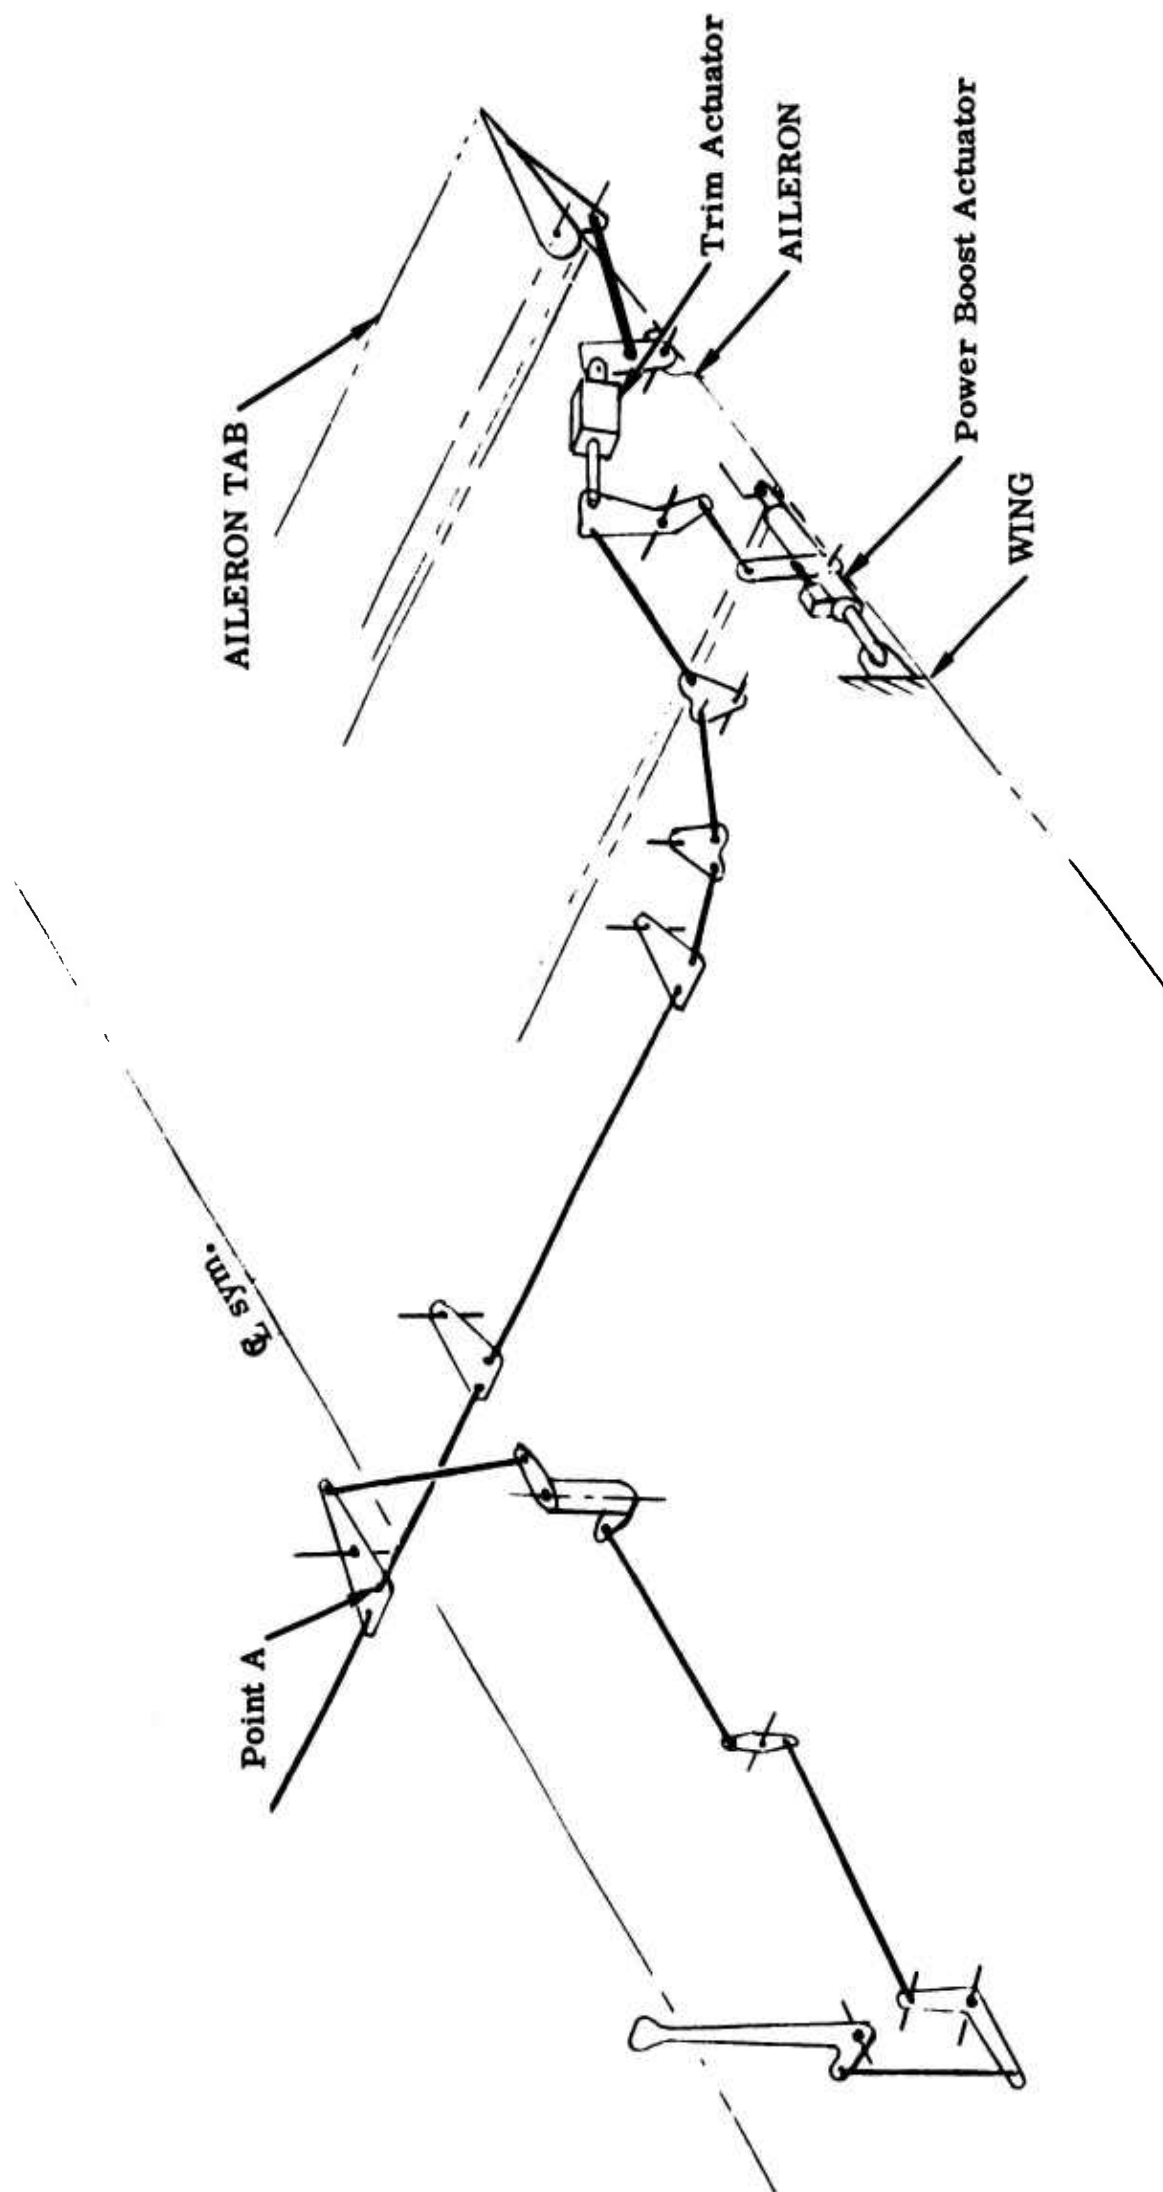 AILERON TAB
Trim Actuator
AILERON
Power Boost Actuator
WING
℄ sym.
Point A